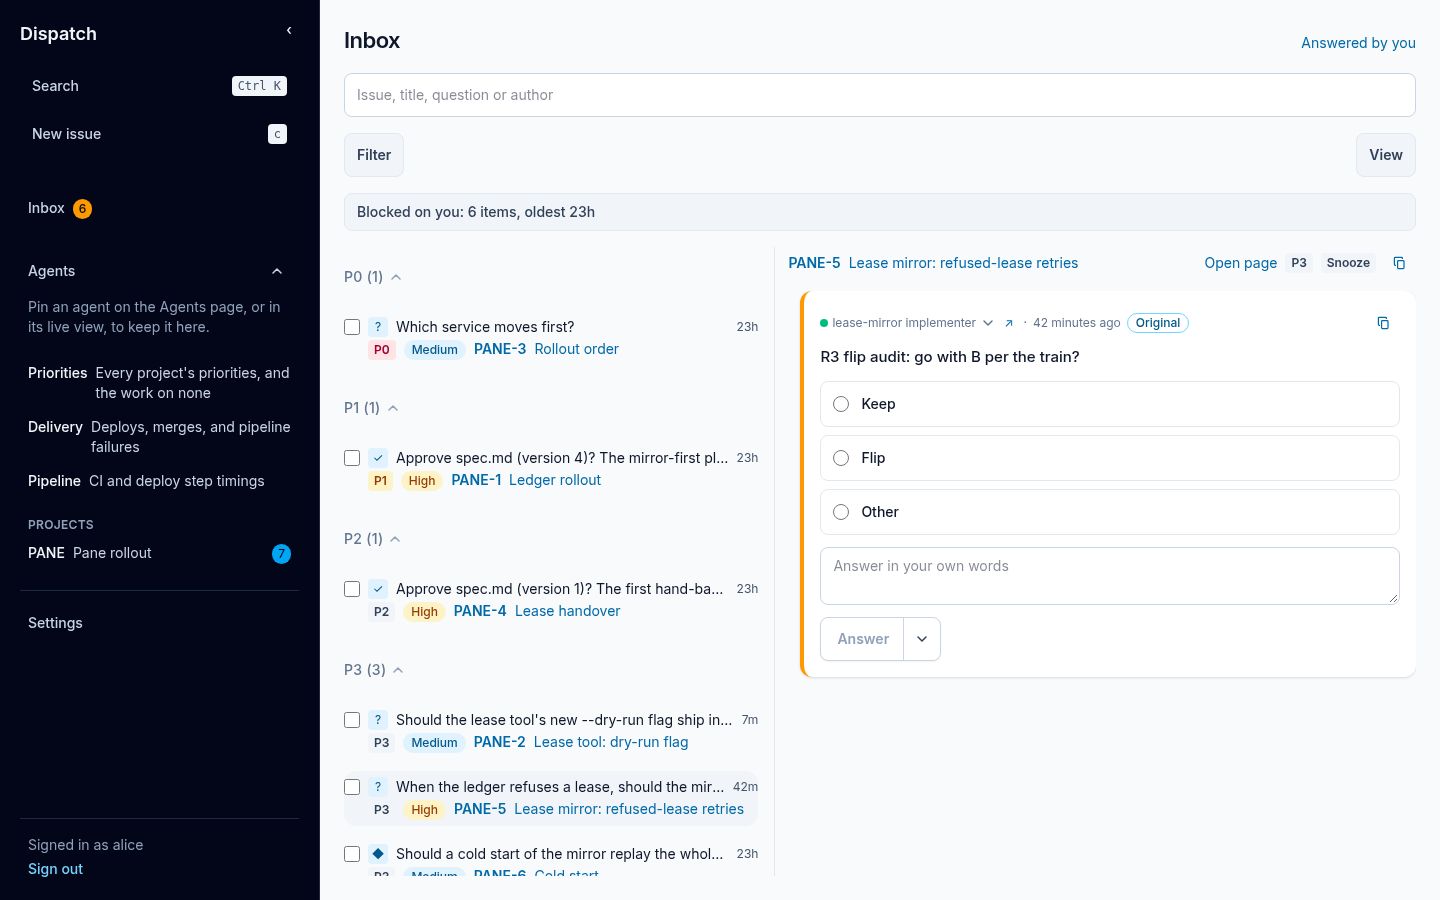 Dispatch
Search
Ctrl K
New issue
c
Inbox 6
Agents
Pin an agent on the Agents page, or in
its live view, to keep it here.
Priorities Every project's priorities, and
the work on none
Delivery Deploys, merges, and pipeline
failures
Pipeline CI and deploy step timings
PROJECTS
PANE Pane rollout 7
Settings
Signed in as alice
Sign out
Inbox
Answered by you
Issue, title, question or author
Filter
View
Blocked on you: 6 items, oldest 23h
P0 (1)
? Which service moves first? 23h
P0 Medium PANE-3 Rollout order
P1 (1)
Approve spec.md (version 4)? The mirror-first pl... 23h
P1 High PANE-1 Ledger rollout
P2 (1)
Approve spec.md (version 1)? The first hand-ba... 23h
P2 High PANE-4 Lease handover
P3 (3)
? Should the lease tool's new --dry-run flag ship in... 7m
P3 Medium PANE-2 Lease tool: dry-run flag
? When the ledger refuses a lease, should the mir... 42m
P3 High PANE-5 Lease mirror: refused-lease retries
Should a cold start of the mirror replay the whol... 23h
P3 Medium PANE-6 Cold start
PANE-5 Lease mirror: refused-lease retries
Open page P3 Snooze
lease-mirror implementer ↗ · 42 minutes ago Original
R3 flip audit: go with B per the train?
Keep
Flip
Other
Answer in your own words
Answer